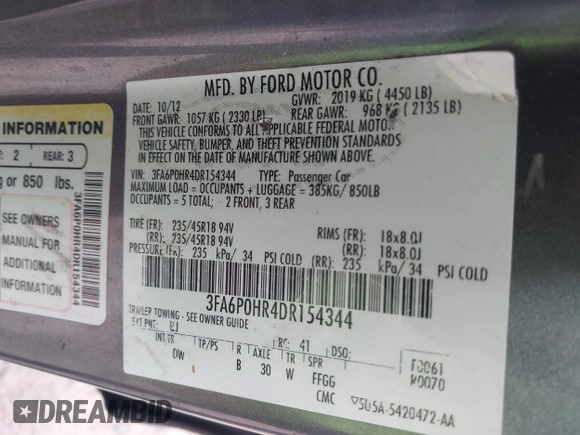 MFD. BY FORD MOTOR CO.
10/12
GVWR: 2019 KG ( 4450 LB)
FRONT GAWR: 1057 KG ( 2330 LB)
REAR GAWR: 968 KG ( 2135 LB)
THIS VEHICLE CONFORMS TO ALL APPLICABLE FEDERAL MOTOR
VEHICLE SAFETY, BUMPER, AND THEFT PREVENTION STANDARDS
IN EFFECT ON THE DATE OF MANUFACTURE SHOWN ABOVE.
VIN: 3FA6P0HR4DR154344
TYPE: Passenger Car
MAXIMUM LOAD = OCCUPANTS + LUGGAGE = 385KG/ 850LB
OCCUPANTS = 5 TOTAL; 2 FRONT, 3 REAR
TIRE (FR): 235/45R18 94V RIMS (FR): 18x8.0J
(RR): 235/45R18 94V (RR): 18x8.0J
PRESSURE (FR): 235 kPa/ 34 PSI COLD (RR): 235 kPa/ 34 PSI COLD
3FA6P0HR4DR154344
TRAILER TOWING - SEE OWNER GUIDE
EXT PNT: UJ RC: 41 DSO:
INT TR TP/PS R AXLE TR SPR
DW B 30 W FFGG
CMC
T0061
R0070
5U5A-5420472-AA
INFORMATION
: 2 REAR: 3
g or 850 lbs.
SEE OWNERS
MANUAL FOR
ADDITIONAL
INFORMATION
3FA6P0HR4DR154344
DREAMBID